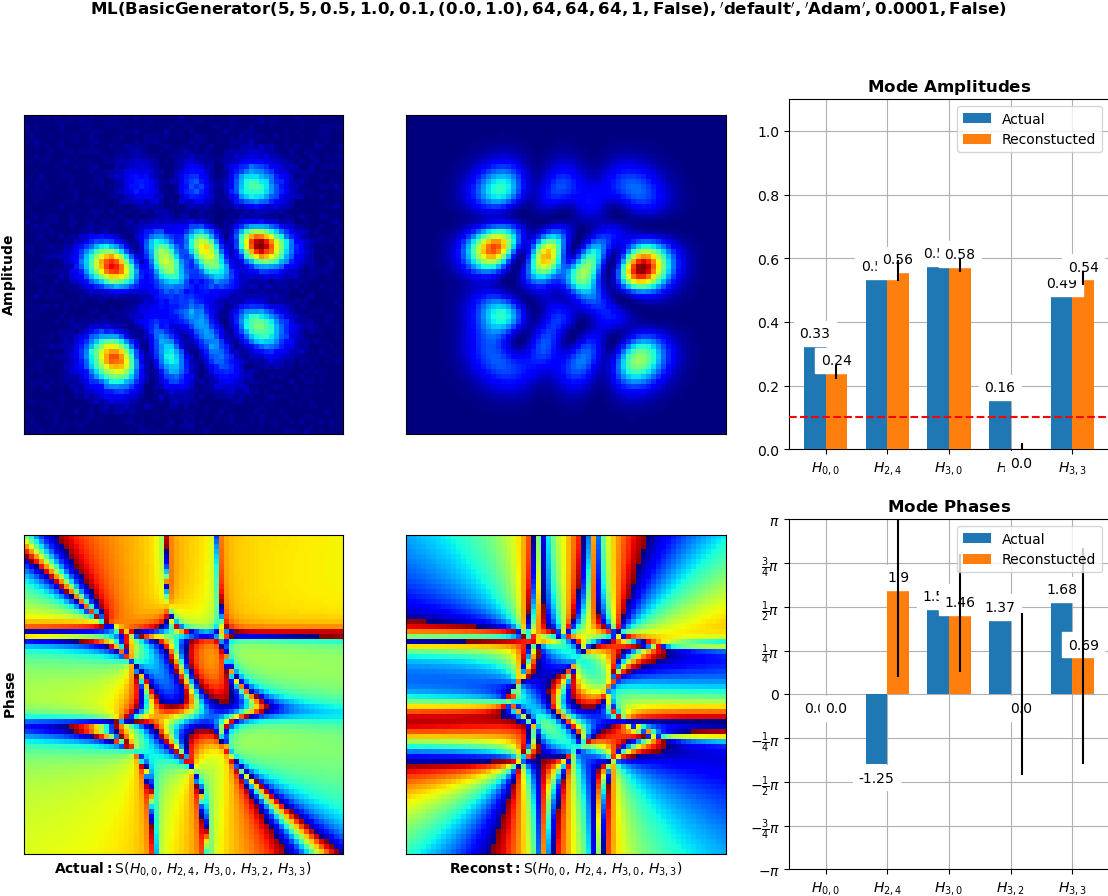 ML(BasicGenerator(5, 5, 0.5, 1.0, 0.1, (0.0, 1.0), 64, 64, 64, 1, False), 'default', 'Adam', 0.0001, False)
Amplitude
Mode Amplitudes
Actual
Reconstucted
1.0
0.8
0.6
0.4
0.2
0.0
0.33
0.24
0.56
0.58
0.16
0.0
0.49
0.54
H0,0
H2,4
H3,0
H3,3
Phase
Mode Phases
Actual
Reconstucted
π
3/4π
1/2π
1/4π
0
−1/4π
−1/2π
−3/4π
−π
0.0
-1.25
1.9
1.46
1.37
0.0
1.68
0.69
H0,0
H2,4
H3,0
H3,2
H3,3
Actual: S(H0,0, H2,4, H3,0, H3,2, H3,3)
Reconst: S(H0,0, H2,4, H3,0, H3,3)